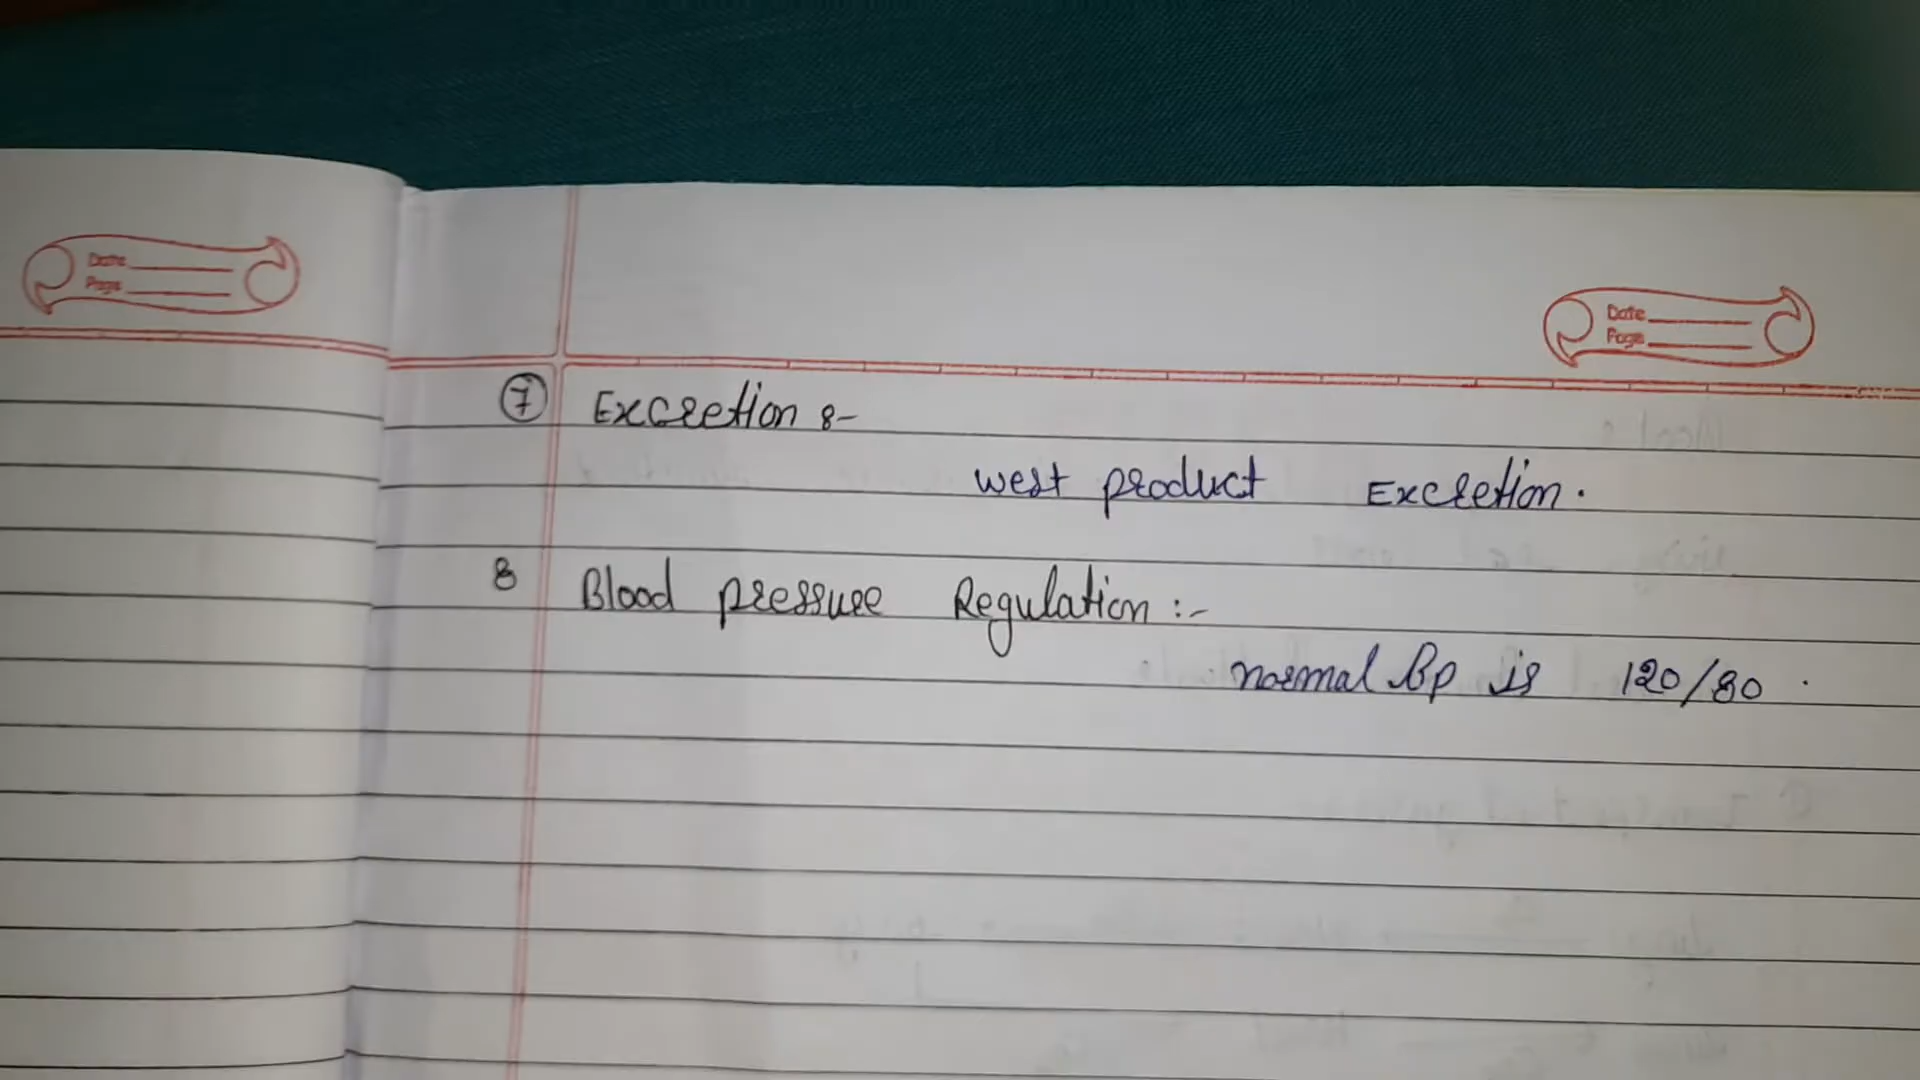 Date
Page
Date
Page
7 Excretion :-
west product Excretion.
8 Blood pressure Regulation :-
normal Bp is 120/80.